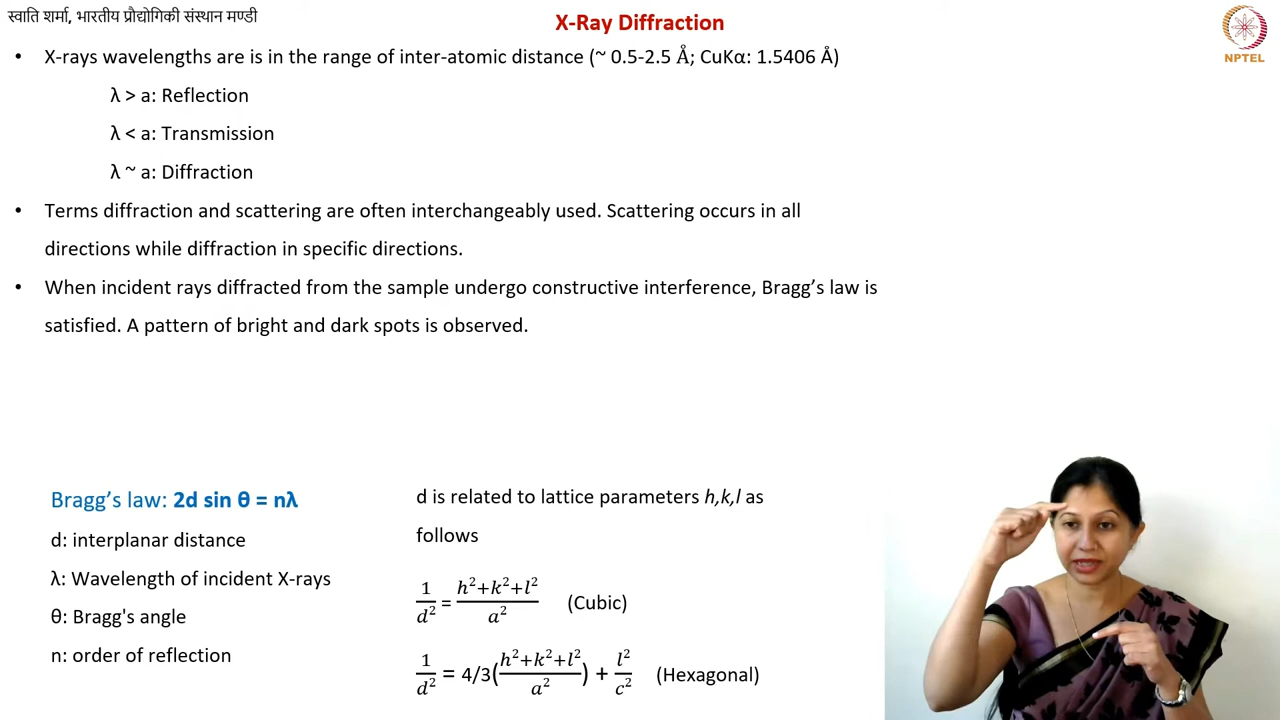 स्वाति शर्मा, भारतीय प्रौद्योगिकी संस्थान मण्डी
X-Ray Diffraction
NPTEL
• X-rays wavelengths are is in the range of inter-atomic distance (~ 0.5-2.5 Å; CuKα: 1.5406 Å)
λ > a: Reflection
λ < a: Transmission
λ ~ a: Diffraction
• Terms diffraction and scattering are often interchangeably used. Scattering occurs in all
directions while diffraction in specific directions.
• When incident rays diffracted from the sample undergo constructive interference, Bragg’s law is
satisfied. A pattern of bright and dark spots is observed.
Bragg’s law: 2d sin θ = nλ
d: interplanar distance
λ: Wavelength of incident X-rays
θ: Bragg's angle
n: order of reflection
d is related to lattice parameters h,k,l as
follows
1/d² = (h²+k²+l²)/a² (Cubic)
1/d² = 4/3((h²+k²+l²)/a²) + l²/c² (Hexagonal)